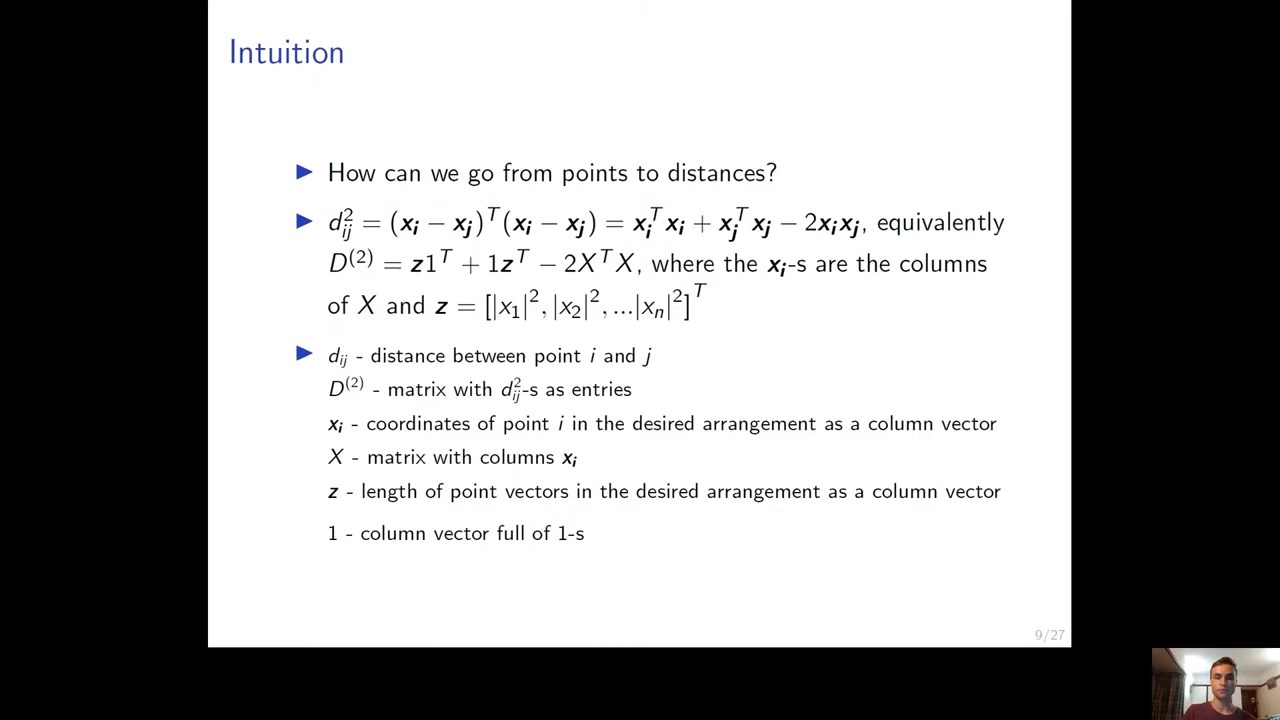 Intuition
▶ How can we go from points to distances?
▶ d²ᵢⱼ = (xᵢ − xⱼ)ᵀ(xᵢ − xⱼ) = xᵢᵀxᵢ + xⱼᵀxⱼ − 2xᵢxⱼ, equivalently
D⁽²⁾ = z1ᵀ + 1zᵀ − 2XᵀX, where the xᵢ-s are the columns
of X and z = [|x₁|², |x₂|², ...|xₙ|²]ᵀ
▶ dᵢⱼ - distance between point i and j
D⁽²⁾ - matrix with d²ᵢⱼ-s as entries
xᵢ - coordinates of point i in the desired arrangement as a column vector
X - matrix with columns xᵢ
z - length of point vectors in the desired arrangement as a column vector
1 - column vector full of 1-s
9/27